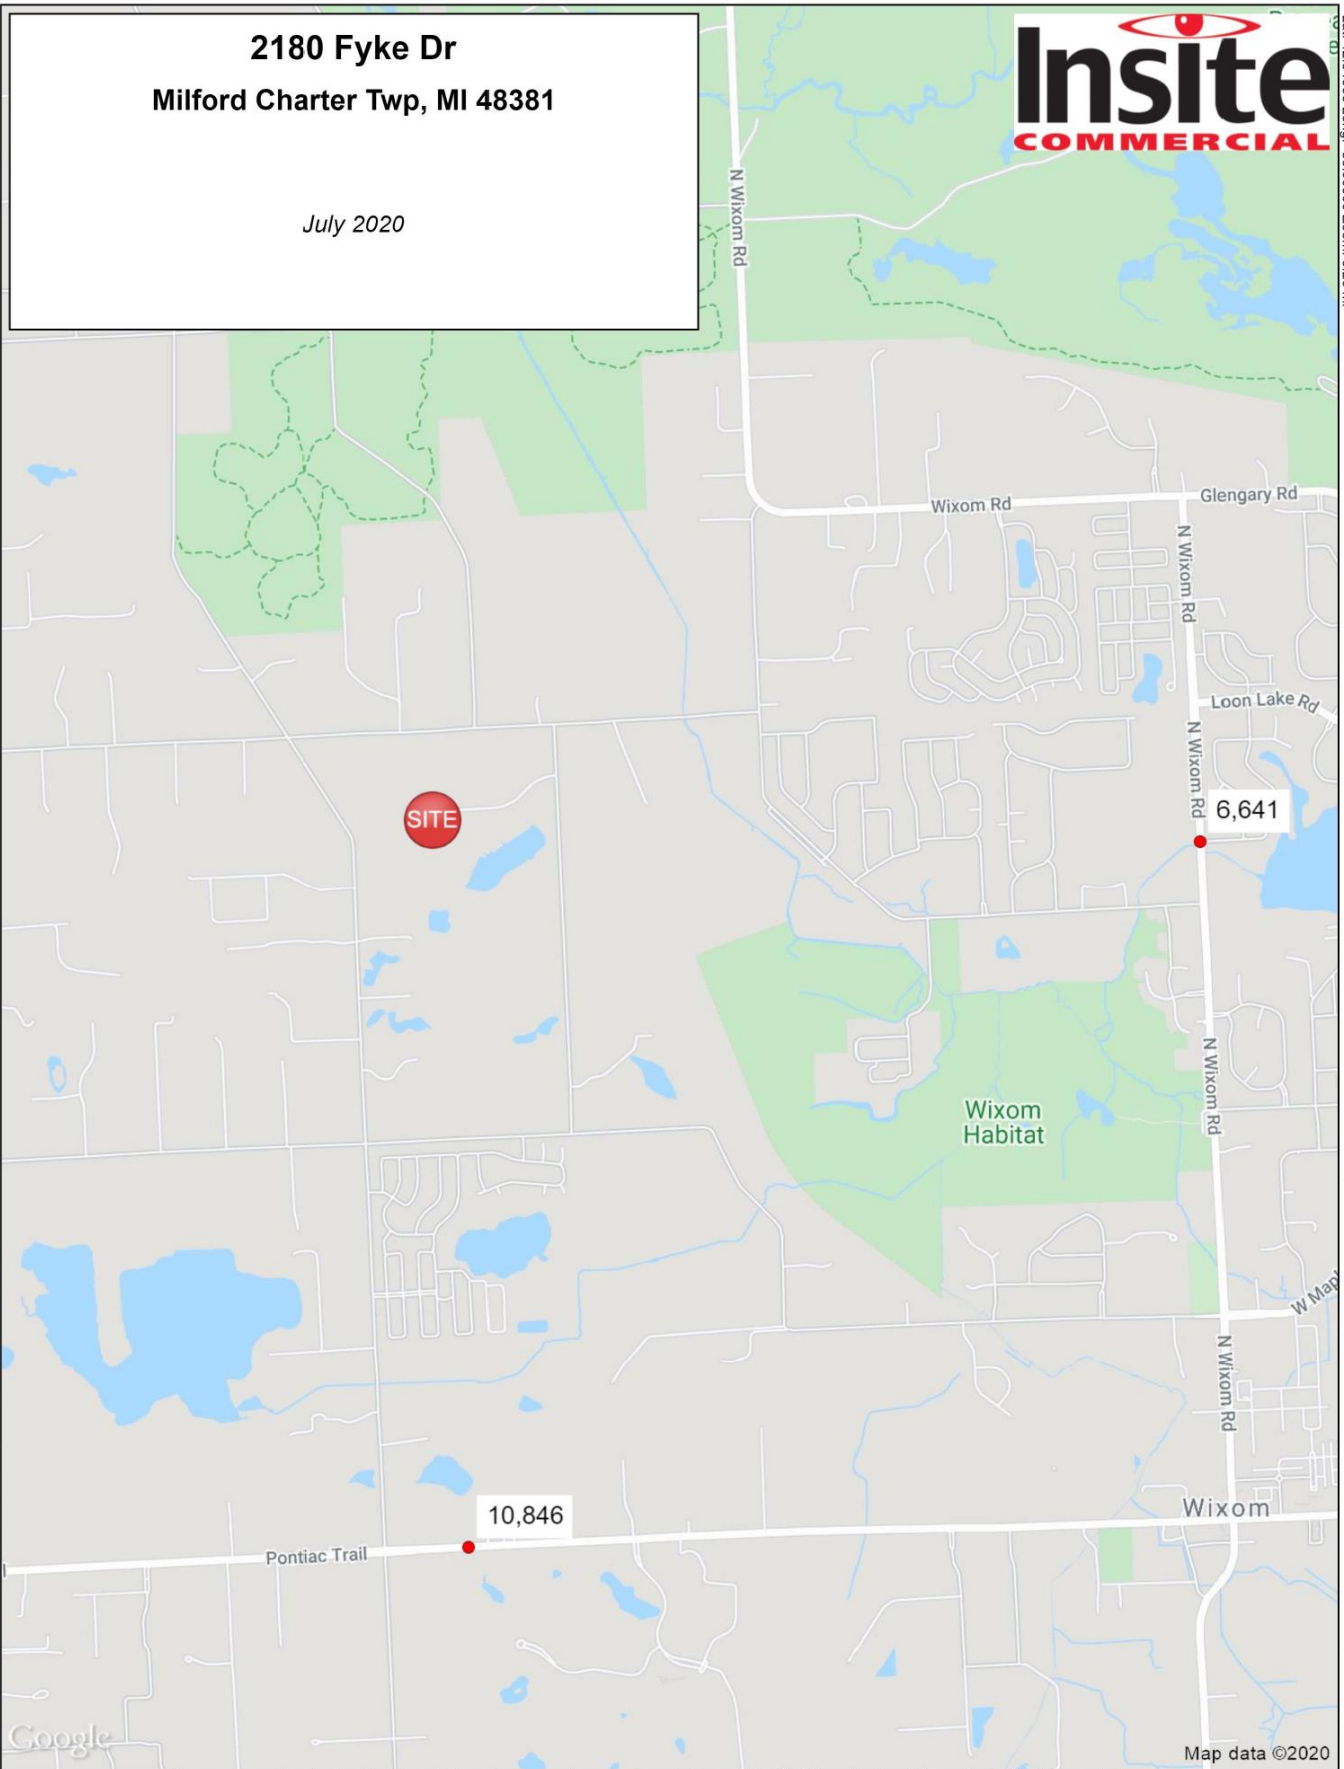 2180 Fyke Dr
Milford Charter Twp, MI 48381
July 2020
Insite
COMMERCIAL
N Wixom Rd
Wixom Rd
Glengary Rd
N Wixom Rd
Loon Lake Rd
N Wixom Rd
6,641
SITE
N Wixom Rd
Wixom
Habitat
W Mapl
N Wixom Rd
10,846
Wixom
Pontiac Trail
Google
Map data ©2020